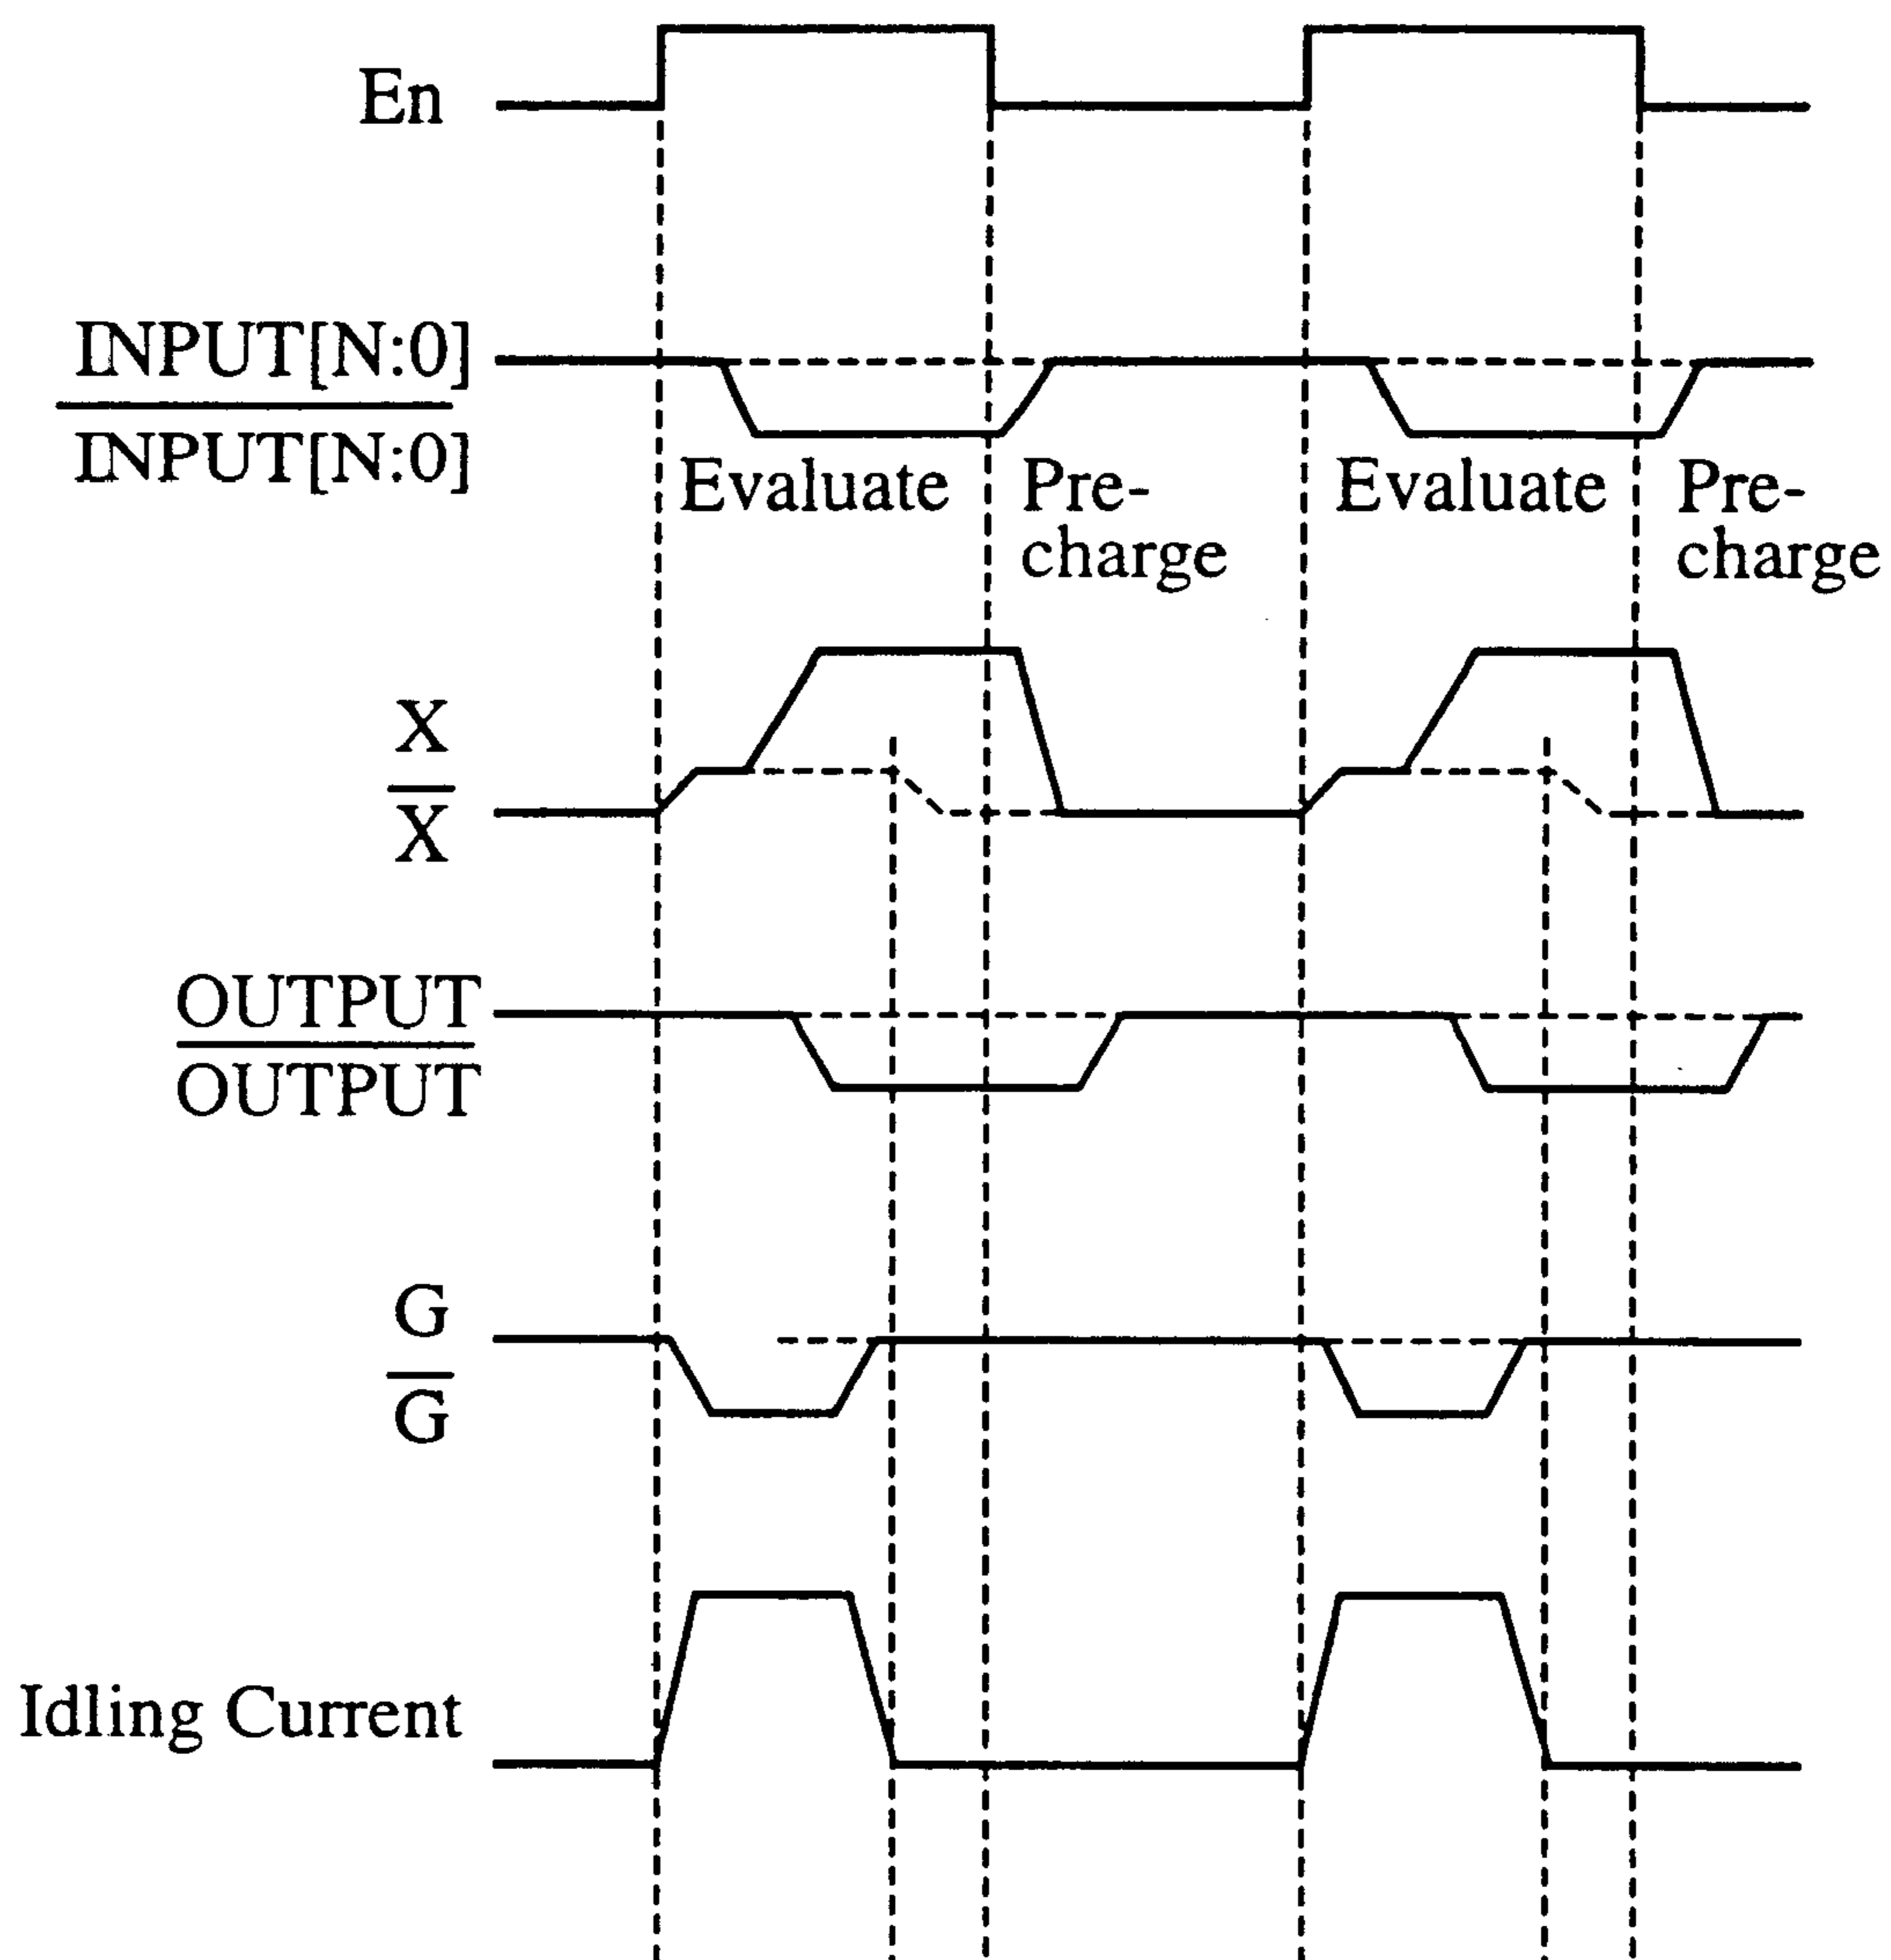 En
INPUT[N:0]
INPUT[N:0]
Evaluate Pre-
charge
Evaluate Pre-
charge
X
X
OUTPUT
OUTPUT
G
G
Idling Current